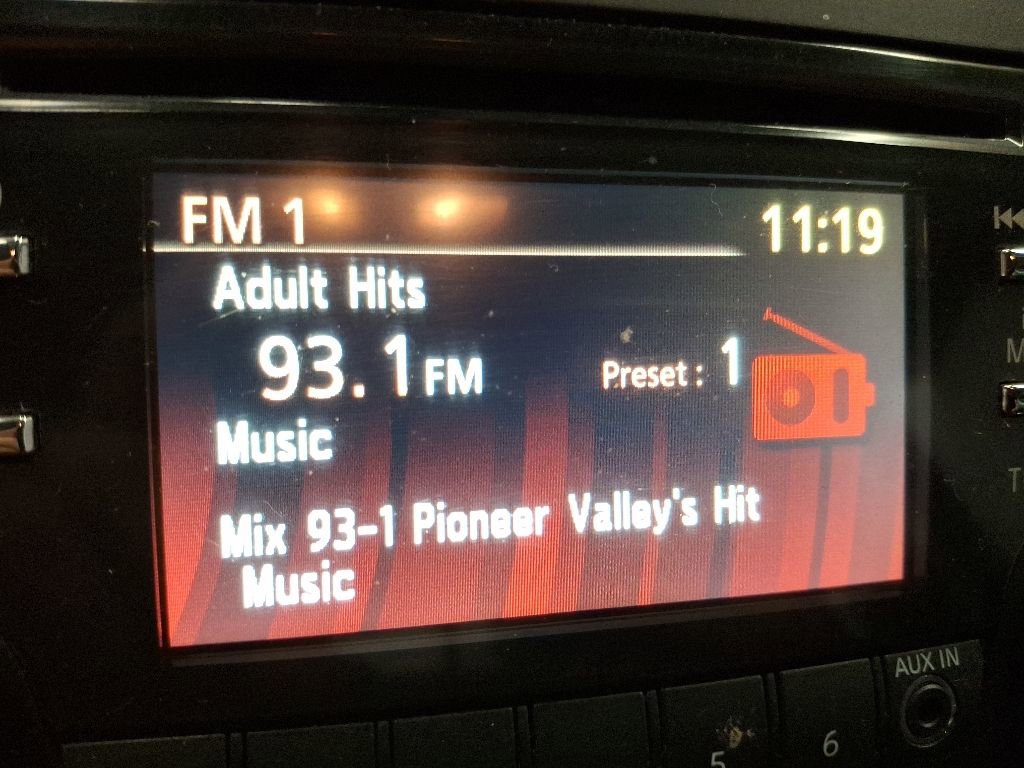 FM 1 11:19
Adult Hits
93.1 FM Preset: 1
Music
Mix 93-1 Pioneer Valley's Hit
Music
AUX IN
5 6